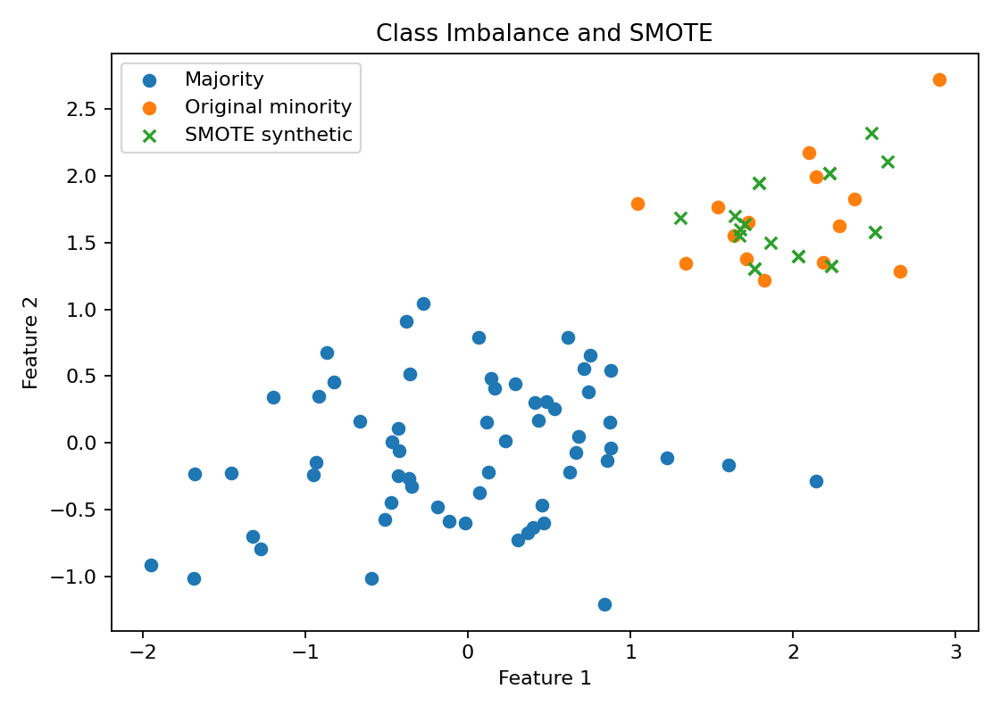 Class Imbalance and SMOTE
Majority
Original minority
SMOTE synthetic
2.5
2.0
1.5
1.0
0.5
0.0
−0.5
−1.0
Feature 2
−2
−1
0
1
2
3
Feature 1